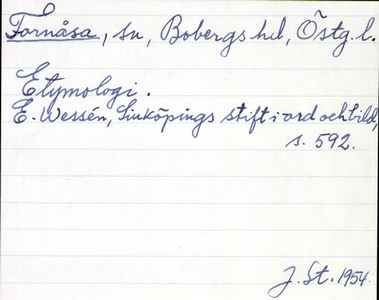 Fornåsa, sn, Bobergs hd, Östg.l.
Etymologi.
E. Wessén, Linköpings stift i ord och bild,
s. 592.
J. St. 1954.